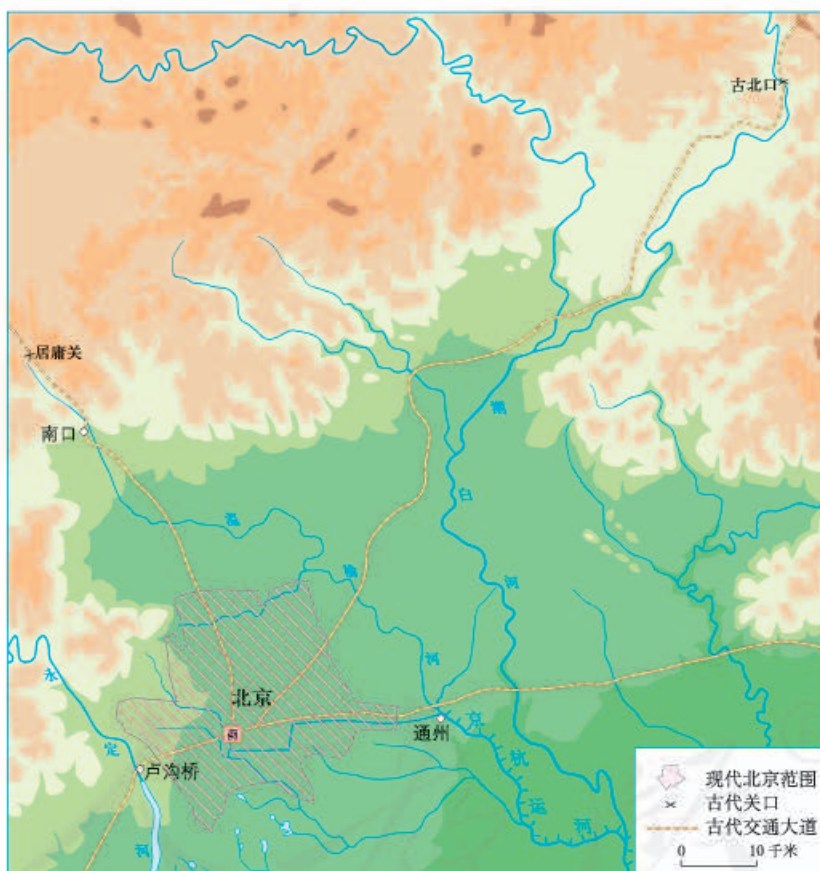 古北口
居庸关
南口
潮
白
河
温
榆
河
永
定
河
北京
蓟
通州
卢沟桥
京
杭
运
河
现代北京范围
古代关口
古代交通大道
0 10 千米